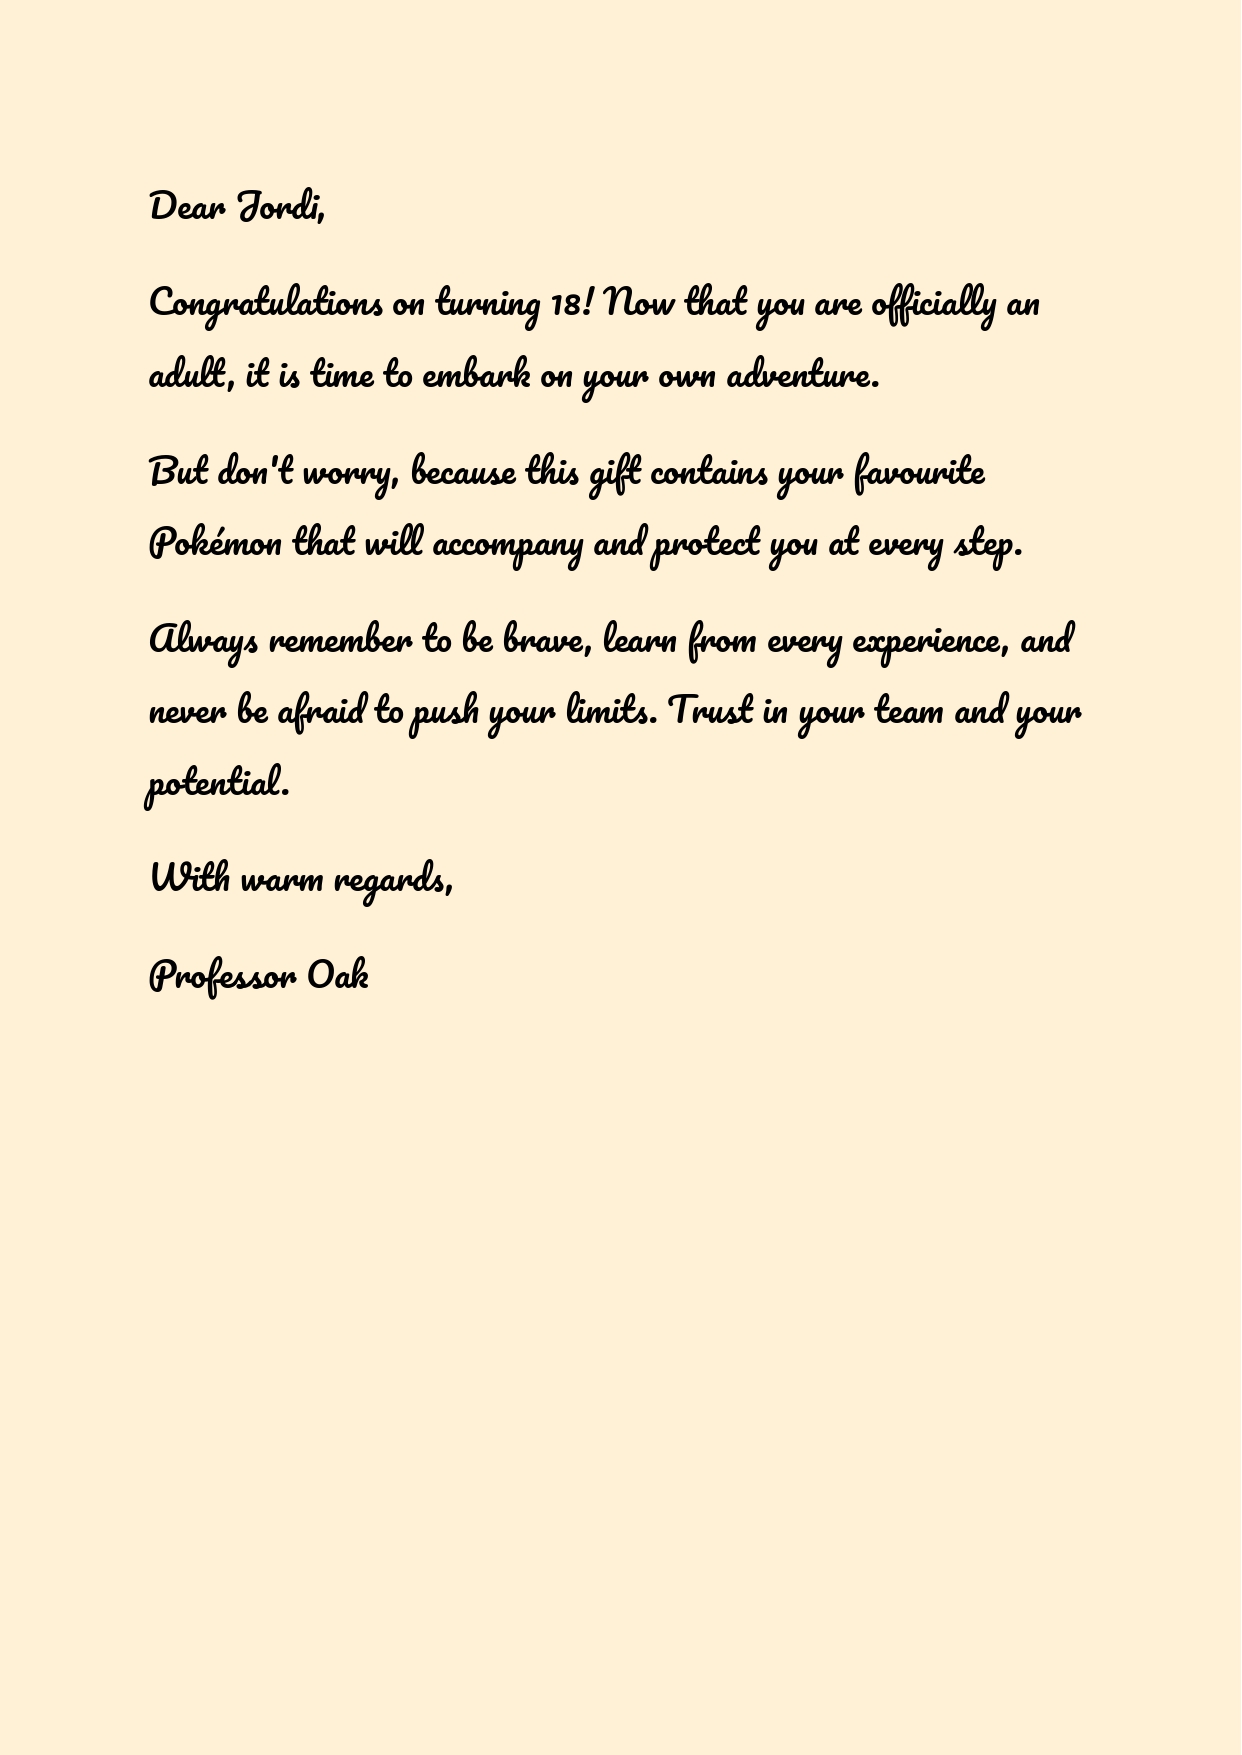 Dear Jordi,
Congratulations on turning 18! Now that you are officially an
adult, it is time to embark on your own adventure.
But don't worry, because this gift contains your favourite
Pokémon that will accompany and protect you at every step.
Always remember to be brave, learn from every experience, and
never be afraid to push your limits. Trust in your team and your
potential.
With warm regards,
Professor Oak